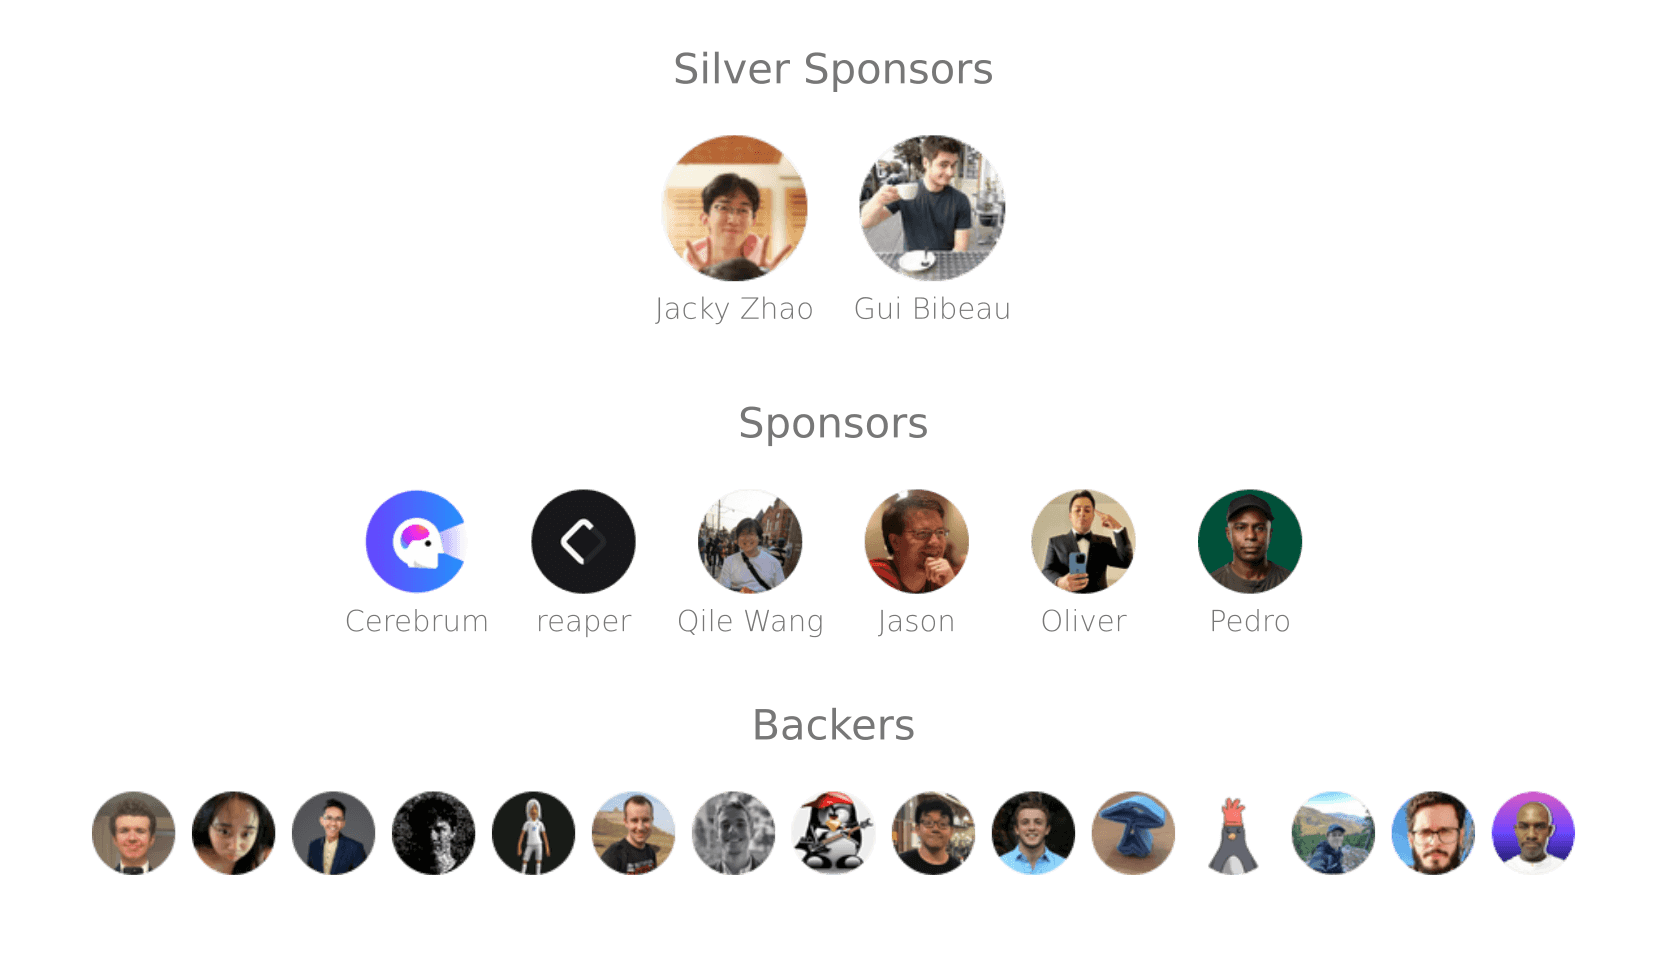 Silver Sponsors
Jacky Zhao Gui Bibeau
Sponsors
Cerebrum reaper Qile Wang Jason Oliver Pedro
Backers